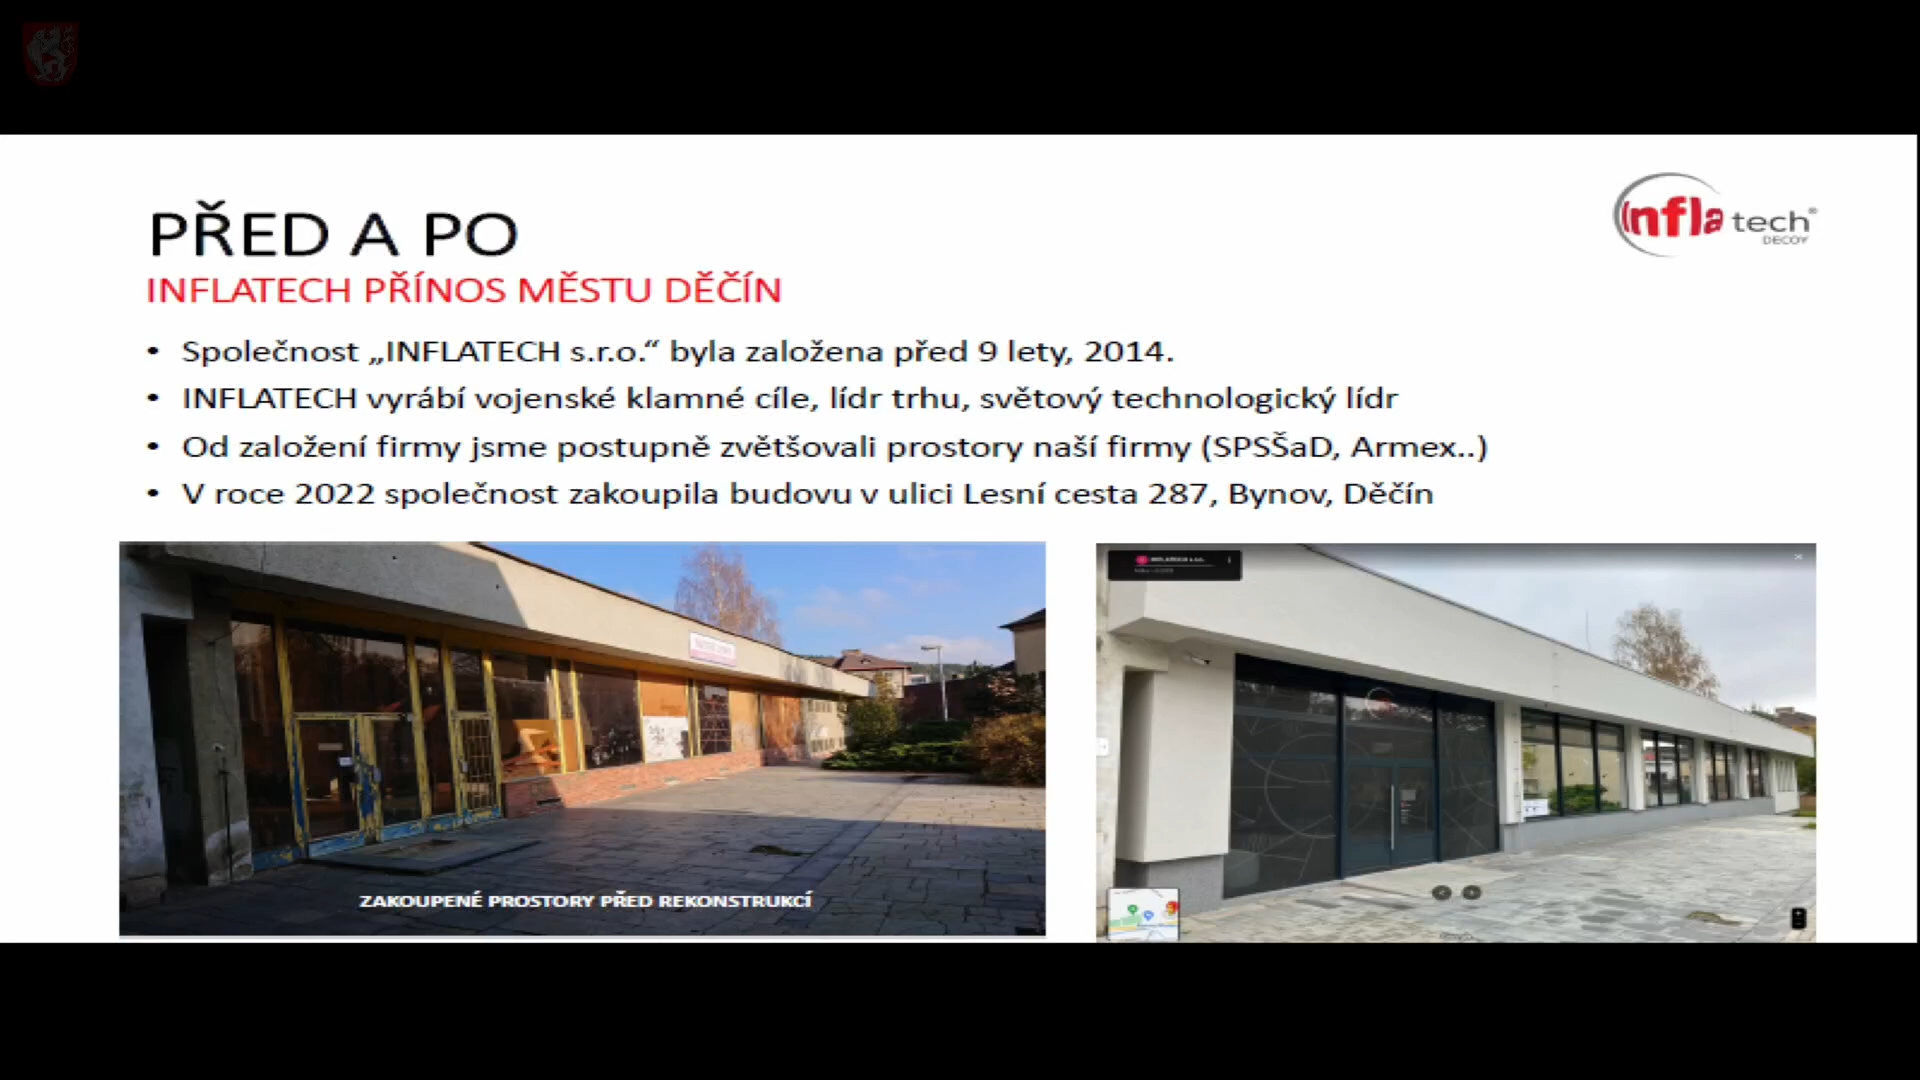 PŘED A PO
INFLATECH PŘÍNOS MĚSTU DĚČÍN
infla tech®
DECOY
• Společnost „INFLATECH s.r.o.“ byla založena před 9 lety, 2014.
• INFLATECH vyrábí vojenské klamné cíle, lídr trhu, světový technologický lídr
• Od založení firmy jsme postupně zvětšovali prostory naší firmy (SPSŠaD, Armex..)
• V roce 2022 společnost zakoupila budovu v ulici Lesní cesta 287, Bynov, Děčín
ZAKOUPENÉ PROSTORY PŘED REKONSTRUKCÍ
INFLATECH s.r.o.